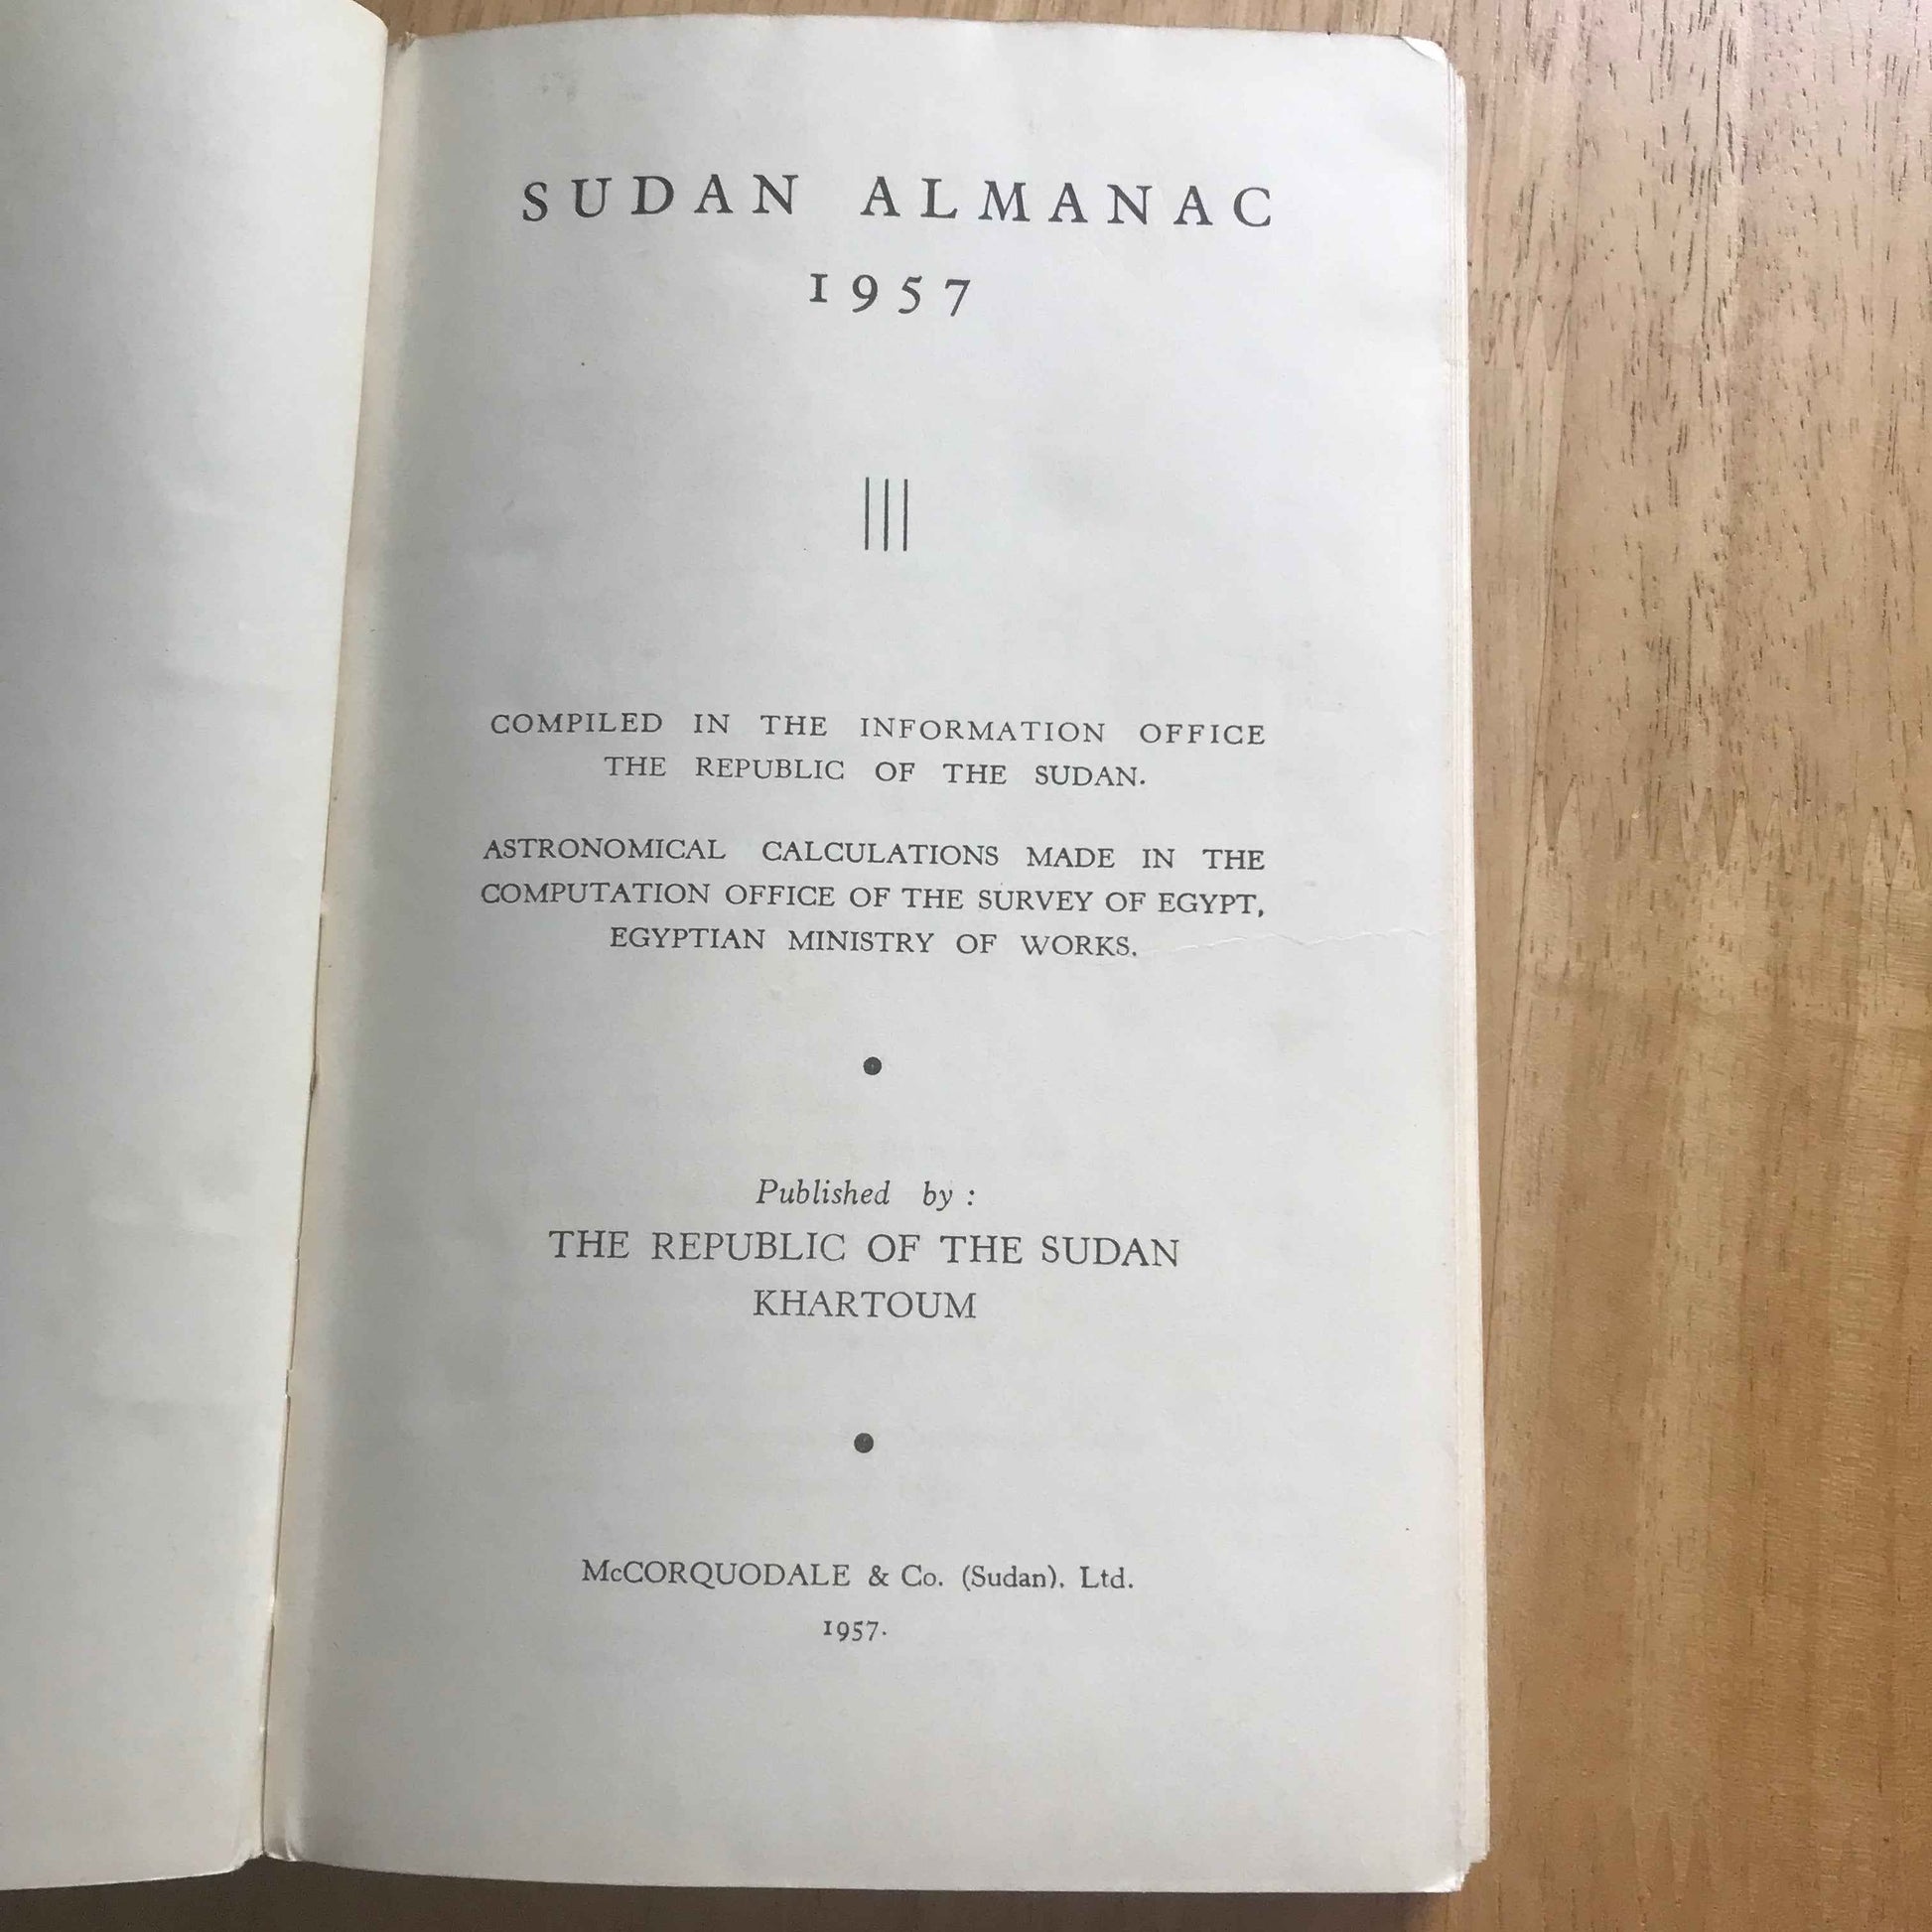 SUDAN ALMANAC
1957
COMPILED IN THE INFORMATION OFFICE
THE REPUBLIC OF THE SUDAN.
ASTRONOMICAL CALCULATIONS MADE IN THE
COMPUTATION OFFICE OF THE SURVEY OF EGYPT,
EGYPTIAN MINISTRY OF WORKS.
Published by :
THE REPUBLIC OF THE SUDAN
KHARTOUM
McCORQUODALE & Co. (Sudan). Ltd.
1957.